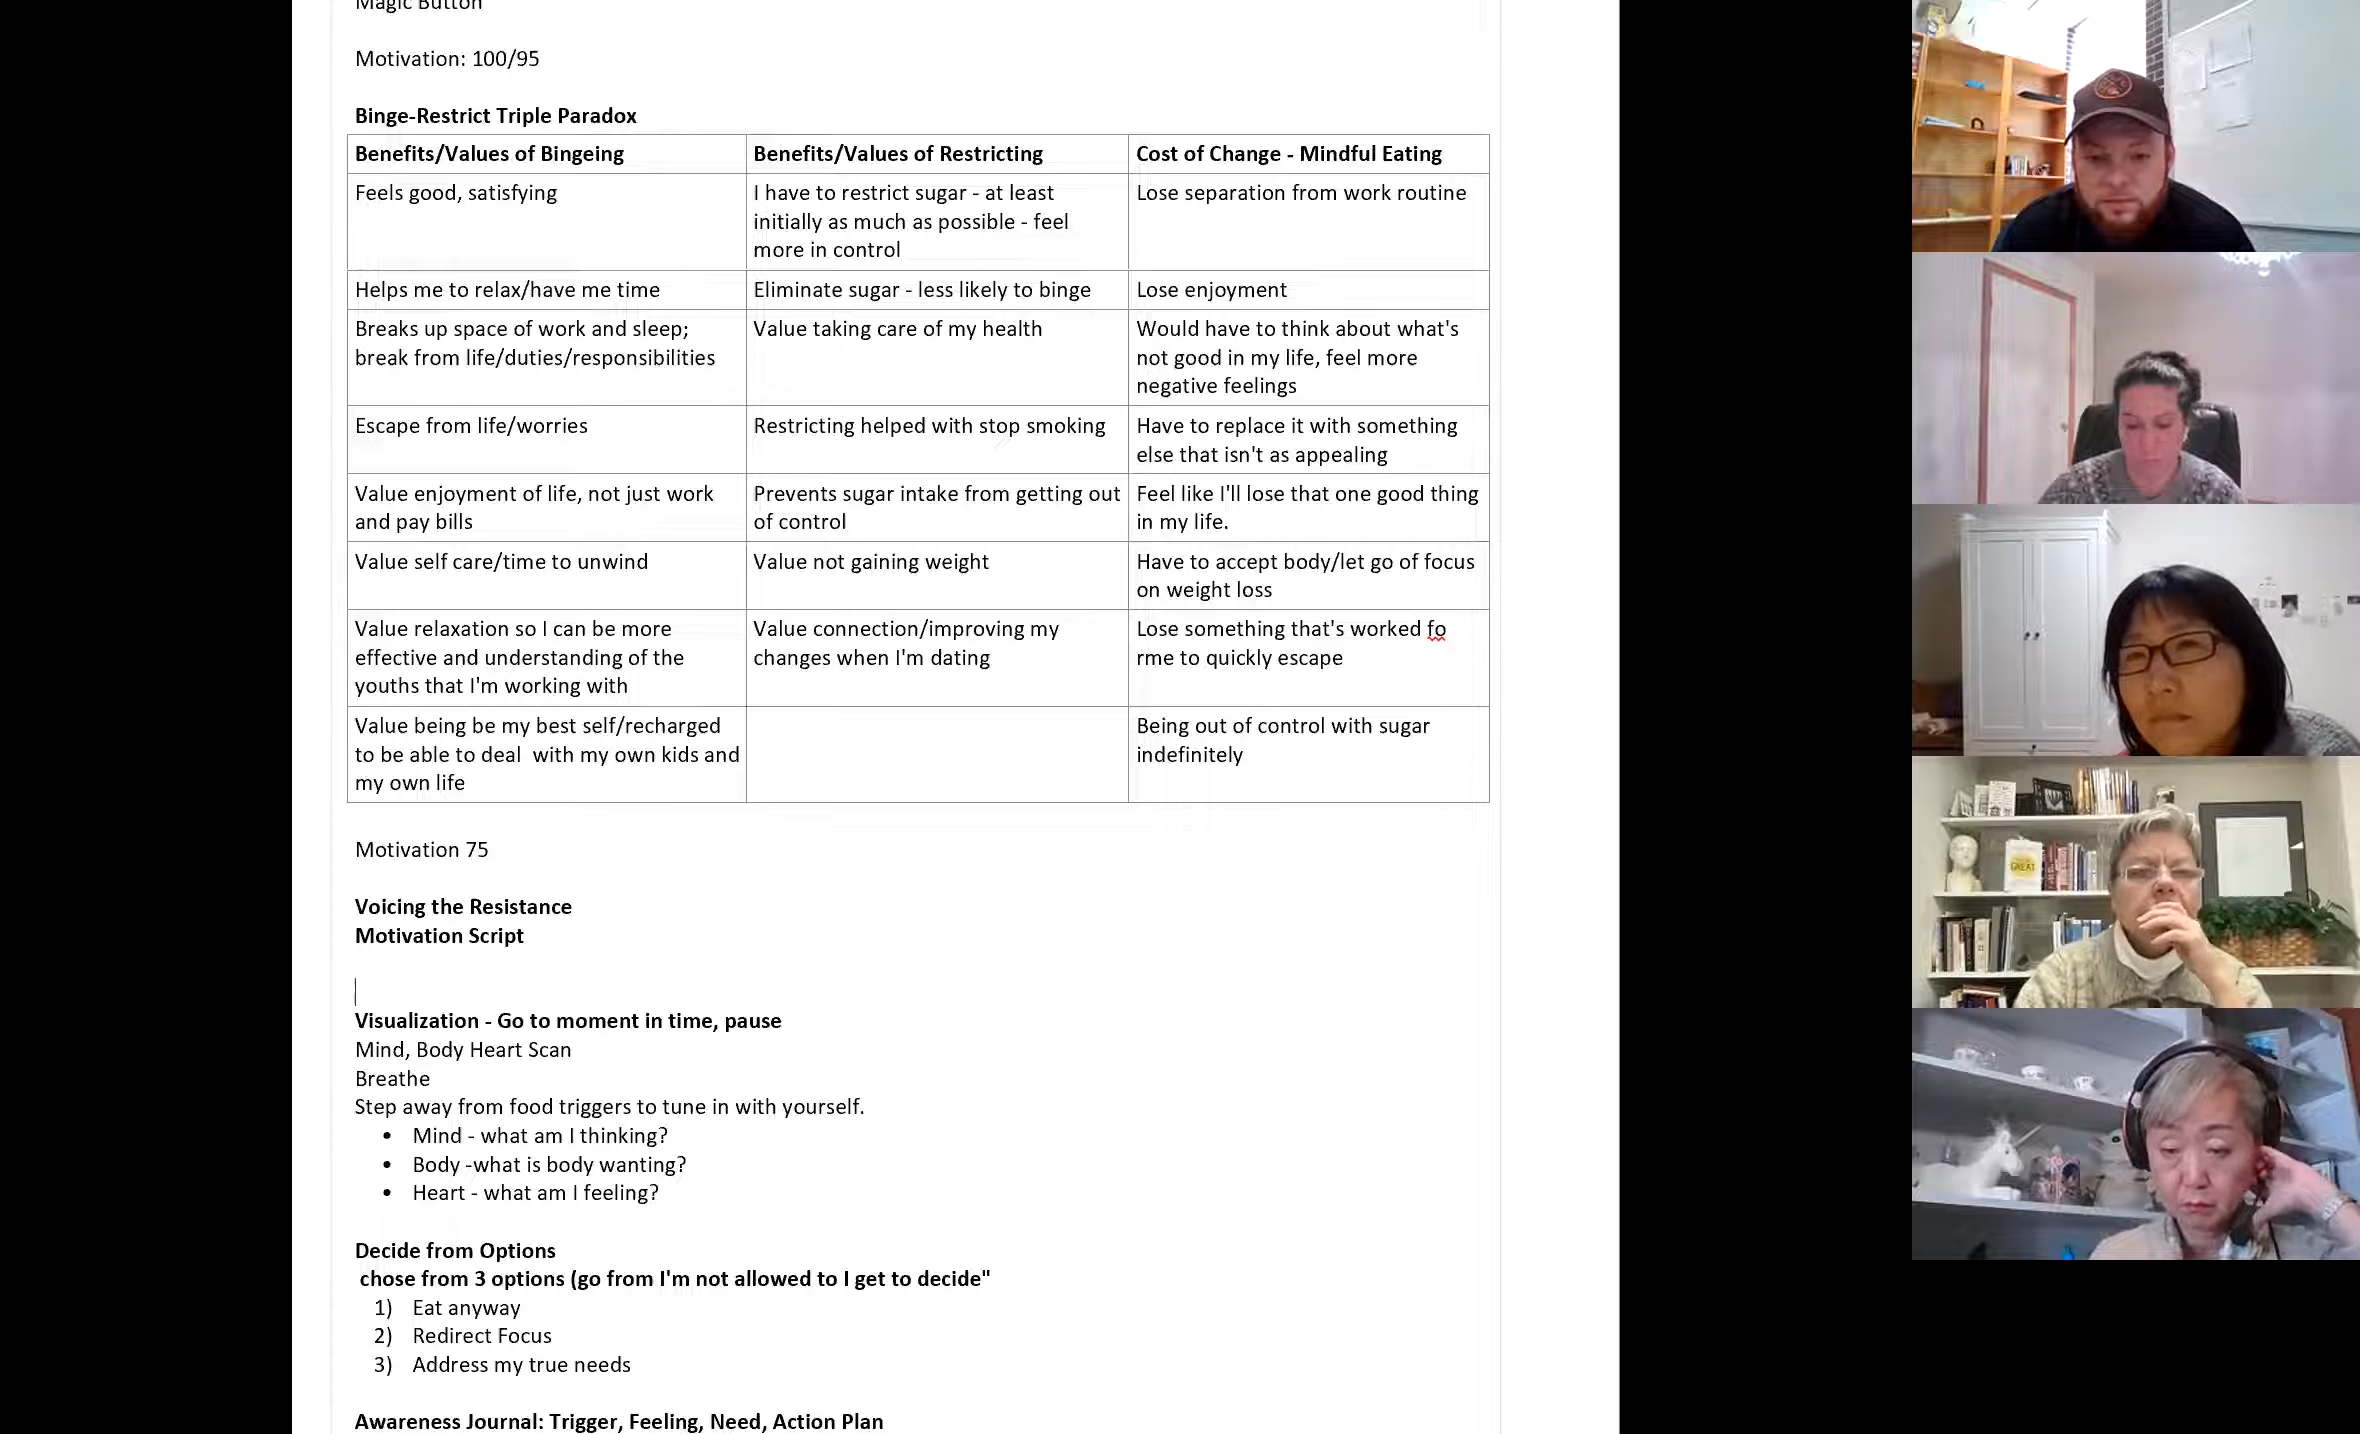 Magic Button
Motivation: 100/95
Binge-Restrict Triple Paradox
Benefits/Values of Bingeing
Benefits/Values of Restricting
Cost of Change - Mindful Eating
Feels good, satisfying
I have to restrict sugar - at least
initially as much as possible - feel
more in control
Lose separation from work routine
Helps me to relax/have me time
Eliminate sugar - less likely to binge
Lose enjoyment
Breaks up space of work and sleep;
break from life/duties/responsibilities
Value taking care of my health
Would have to think about what's
not good in my life, feel more
negative feelings
Escape from life/worries
Restricting helped with stop smoking
Have to replace it with something
else that isn't as appealing
Value enjoyment of life, not just work
and pay bills
Prevents sugar intake from getting out
of control
Feel like I'll lose that one good thing
in my life.
Value self care/time to unwind
Value not gaining weight
Have to accept body/let go of focus
on weight loss
Value relaxation so I can be more
effective and understanding of the
youths that I'm working with
Value connection/improving my
changes when I'm dating
Lose something that's worked fo
rme to quickly escape
Value being be my best self/recharged
to be able to deal  with my own kids and
my own life
Being out of control with sugar
indefinitely
Motivation 75
Voicing the Resistance
Motivation Script
Visualization - Go to moment in time, pause
Mind, Body Heart Scan
Breathe
Step away from food triggers to tune in with yourself.
• Mind - what am I thinking?
• Body -what is body wanting?
• Heart - what am I feeling?
Decide from Options
chose from 3 options (go from I'm not allowed to I get to decide"
1) Eat anyway
2) Redirect Focus
3) Address my true needs
Awareness Journal: Trigger, Feeling, Need, Action Plan
GREAT